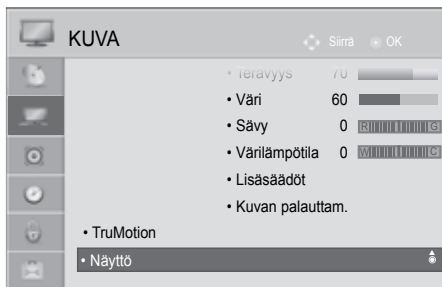 KUVA
Siirrä OK
• Terävyys 70
• Väri 60
• Sävy 0 R G
• Värilämpötila 0 W C
• Lisäsäädöt
• Kuvan palauttam.
• TruMotion
• Näyttö